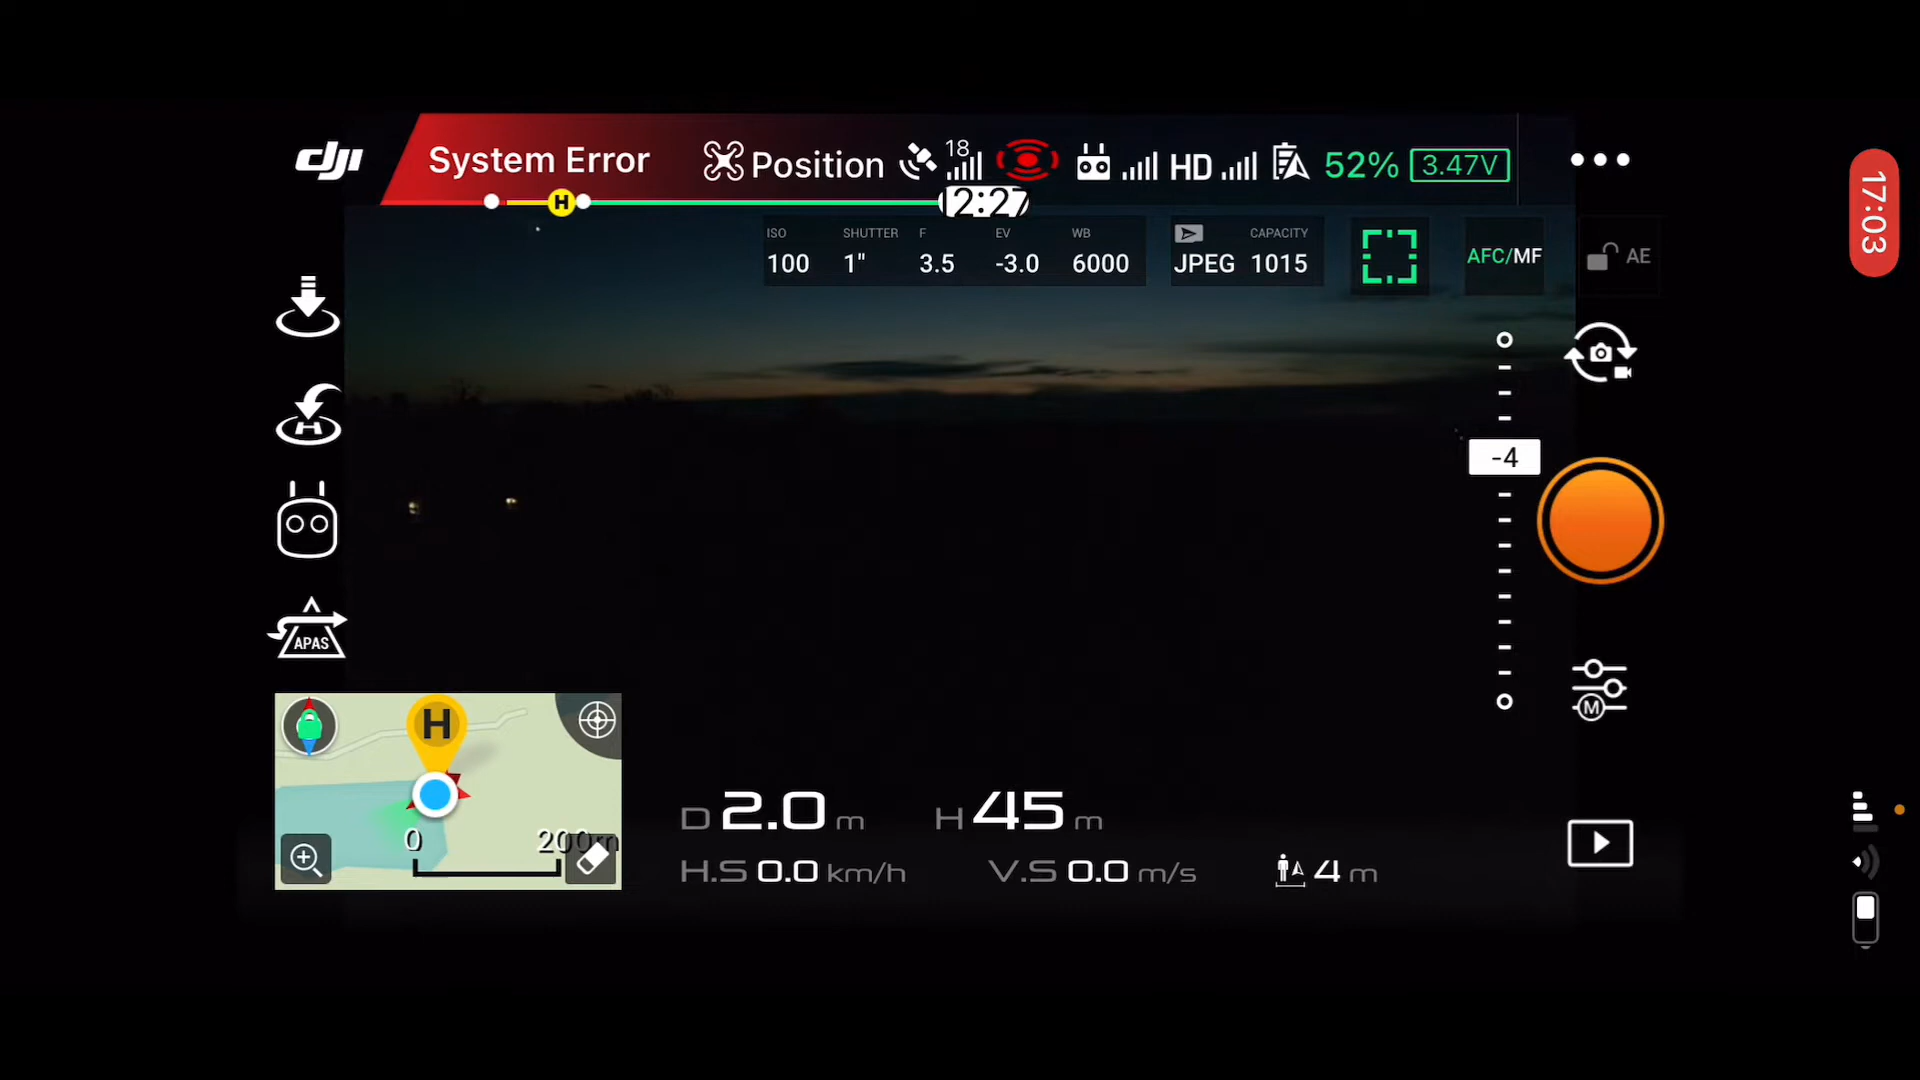 dji
System Error
Position
18
HD
52%
3.47V
17:03
H
2:27
ISO
100
SHUTTER
1"
F
3.5
EV
-3.0
WB
6000
JPEG
CAPACITY
1015
AFC/MF
AE
H
-4
APAS
M
H
0
200m
D 2.0 m
H 45 m
H.S 0.0 km/h
V.S 0.0 m/s
4 m